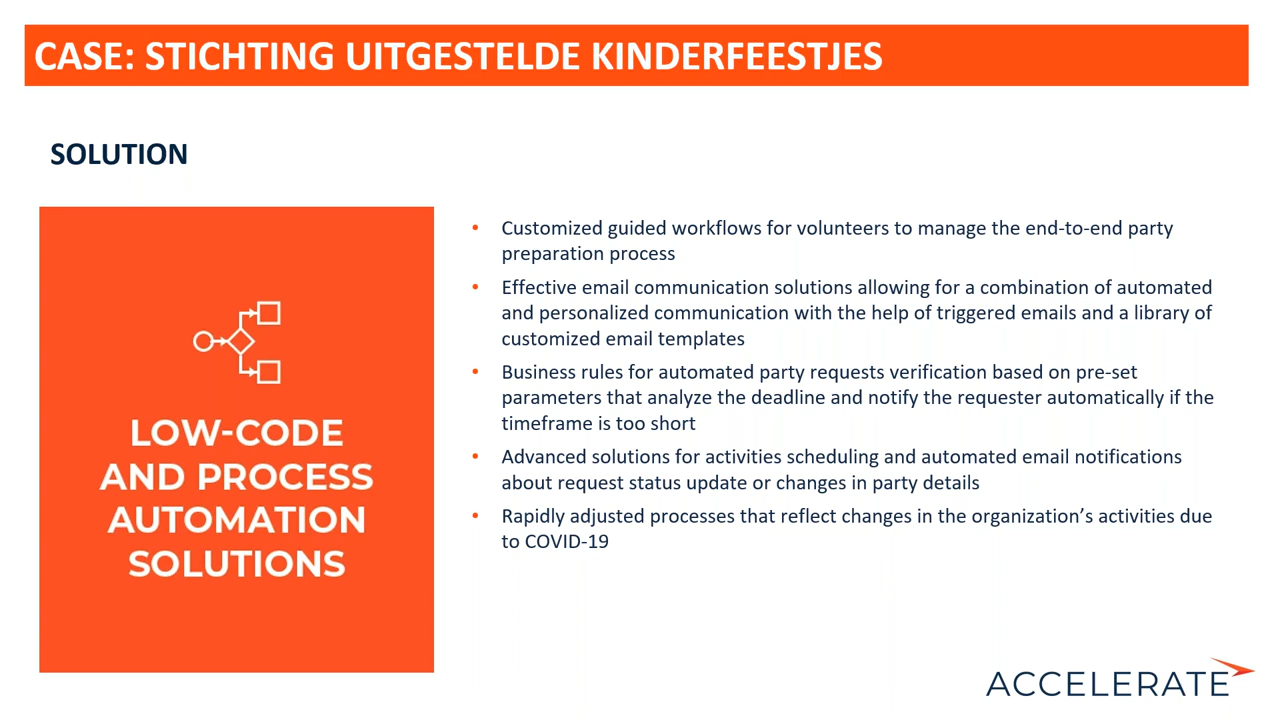 CASE: STICHTING UITGESTELDE KINDERFEESTJES
SOLUTION
LOW-CODE
AND PROCESS
AUTOMATION
SOLUTIONS
• Customized guided workflows for volunteers to manage the end-to-end party
preparation process
• Effective email communication solutions allowing for a combination of automated
and personalized communication with the help of triggered emails and a library of
customized email templates
• Business rules for automated party requests verification based on pre-set
parameters that analyze the deadline and notify the requester automatically if the
timeframe is too short
• Advanced solutions for activities scheduling and automated email notifications
about request status update or changes in party details
• Rapidly adjusted processes that reflect changes in the organization’s activities due
to COVID-19
ACCELERATE